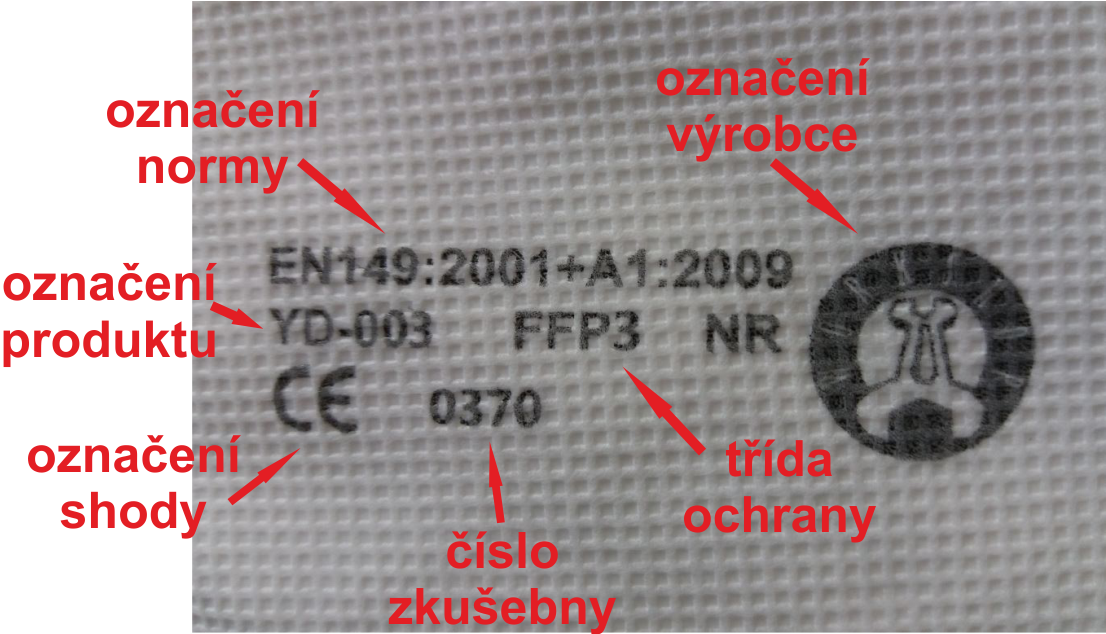 označení
výrobce
označení
normy
EN149:2001+A1:2009
označení
produktu
YD-003 FFP3 NR
CE 0370
označení
shody
třída
ochrany
číslo
zkušebny